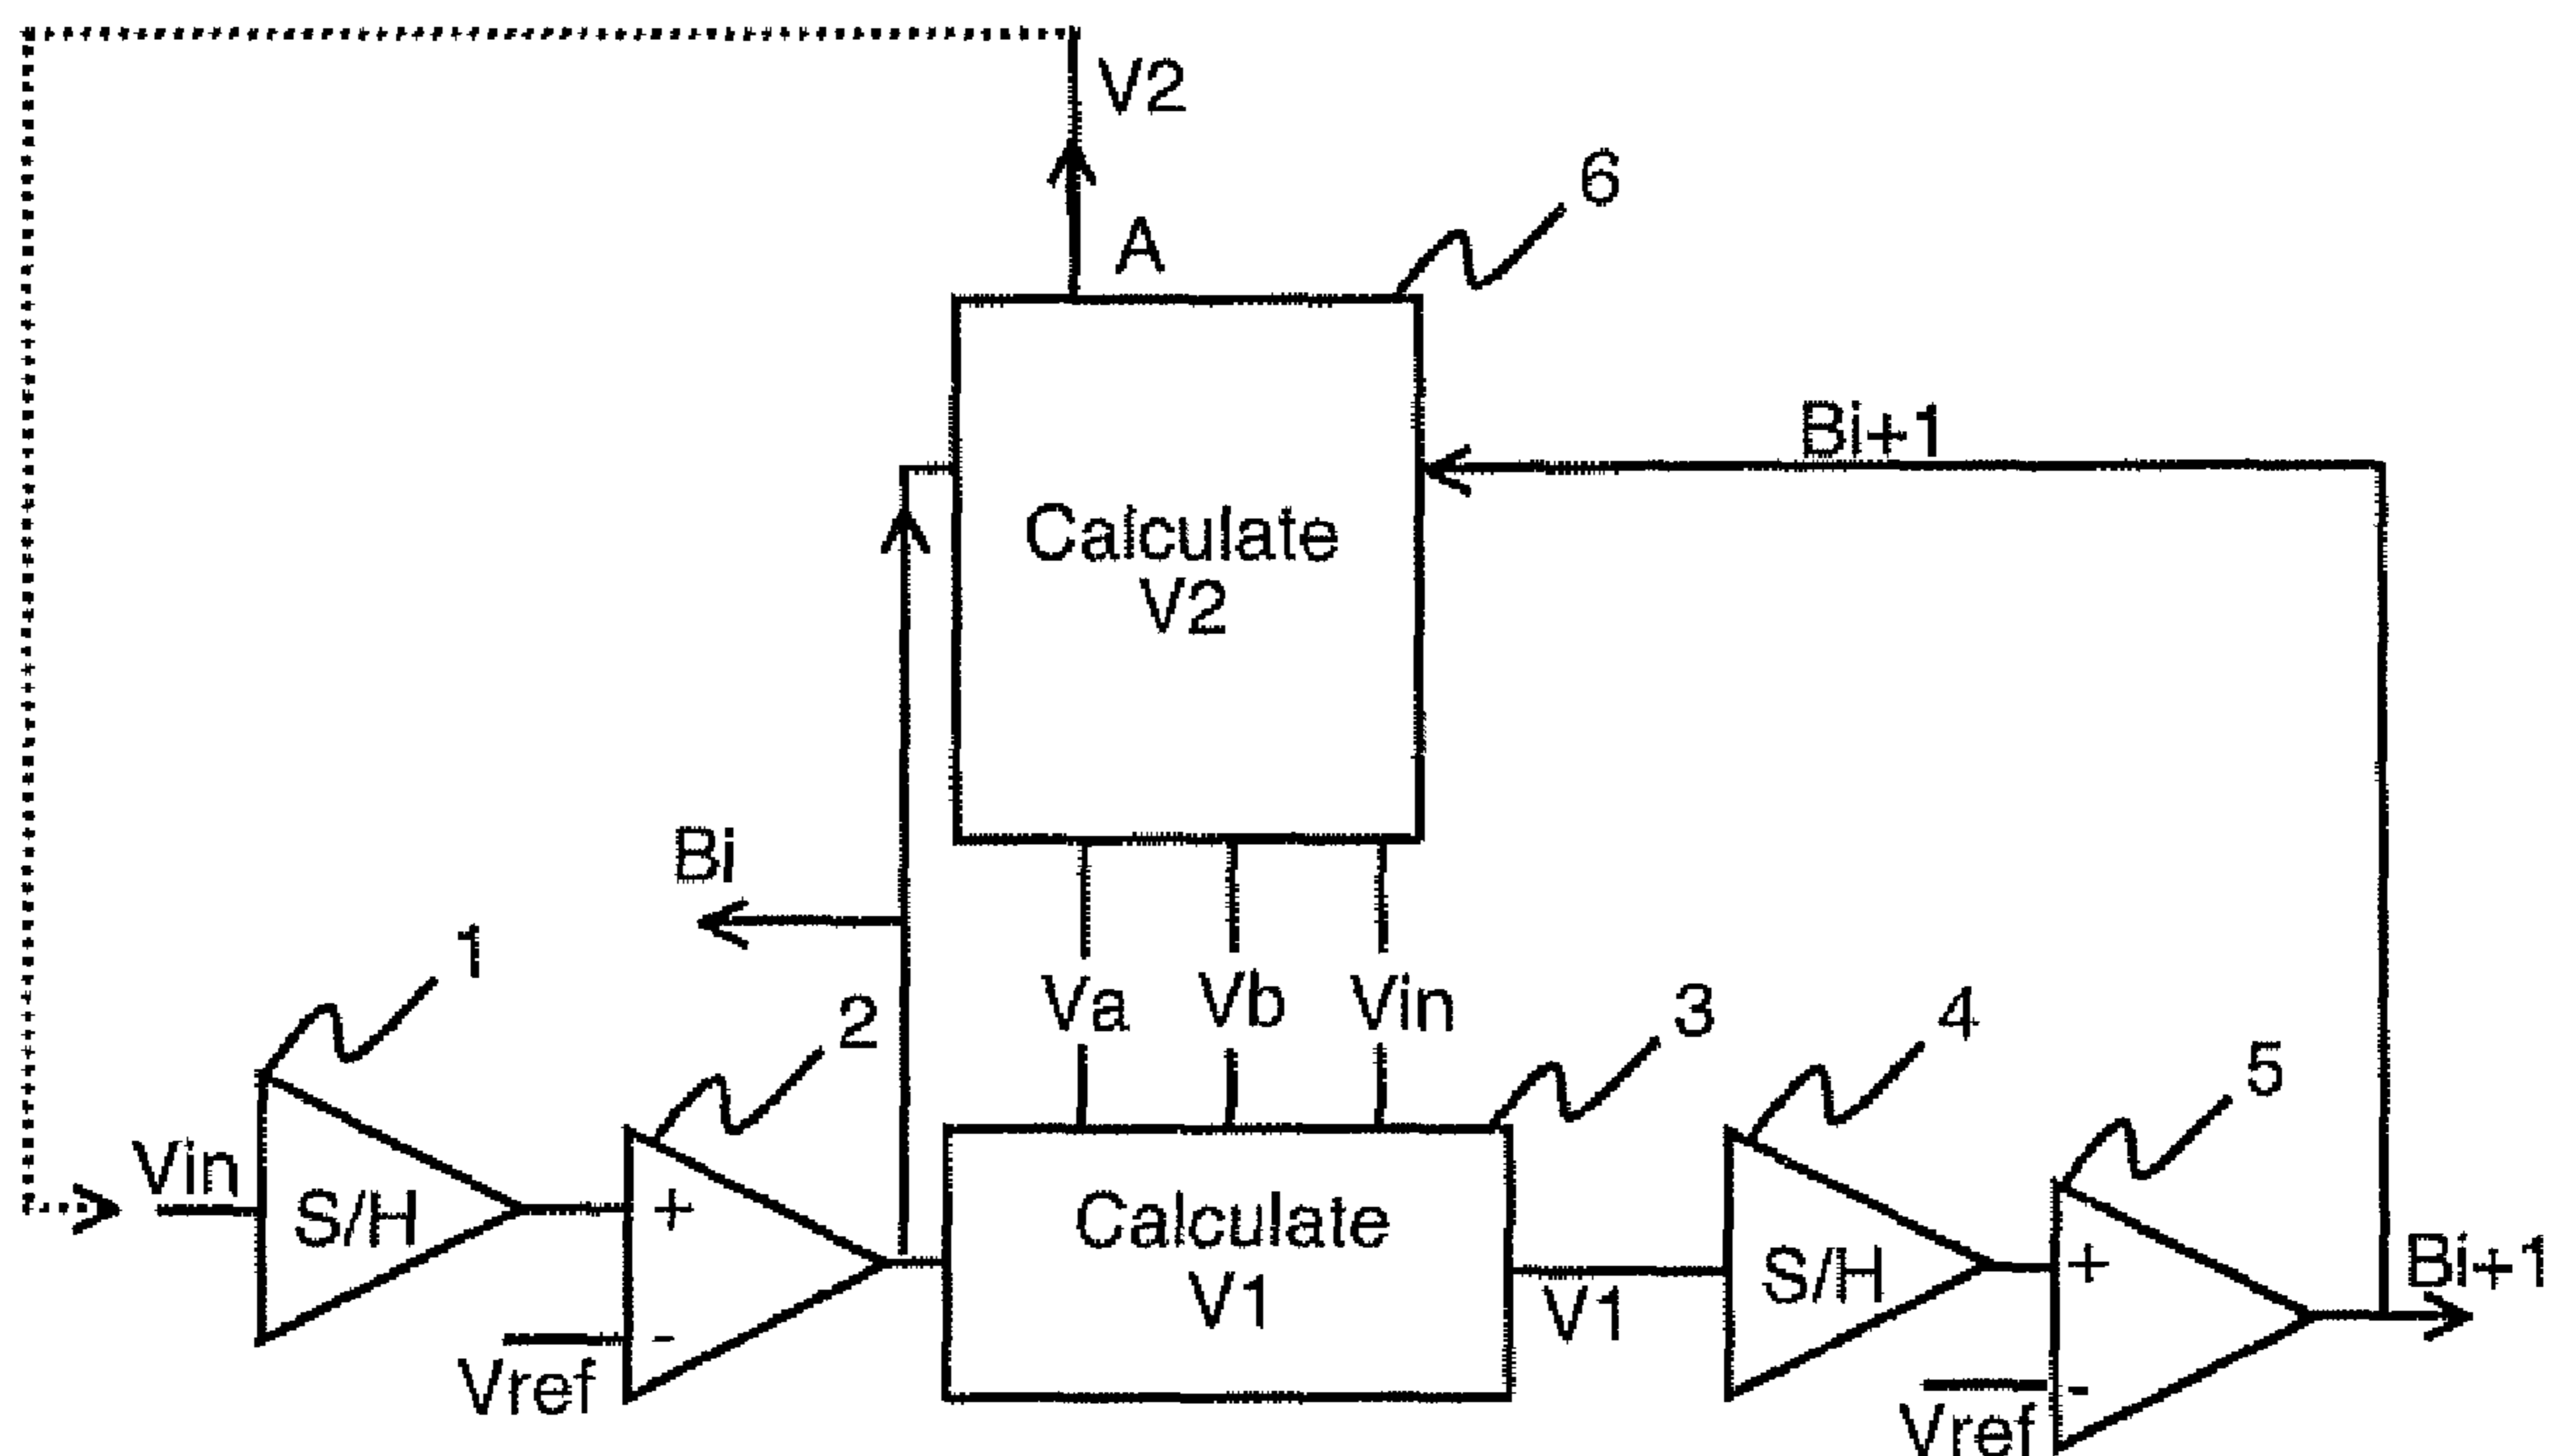 V2
A
6
Bi+1
Calculate
V2
Bi
1
2
Va Vb Vin
3
4
5
Vin
S/H
+
-
Vref
Calculate
V1
V1
S/H
+
-
Vref
Bi+1